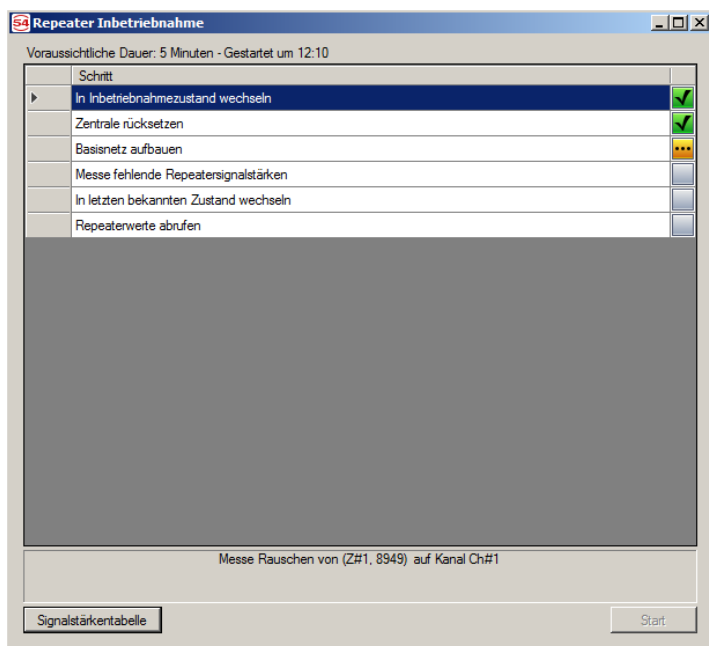 54 Repeater Inbetriebnahme
Voraussichtliche Dauer: 5 Minuten - Gestartet um 12:10
Schritt
In Inbetriebnahmezustand wechseln
Zentrale rücksetzen
Basisnetz aufbauen
Messe fehlende Repeatersignalstärken
In letzten bekannten Zustand wechseln
Repeaterwerte abrufen
Messe Rauschen von (Z#1, 8949) auf Kanal Ch#1
Signalstärkentabelle Start